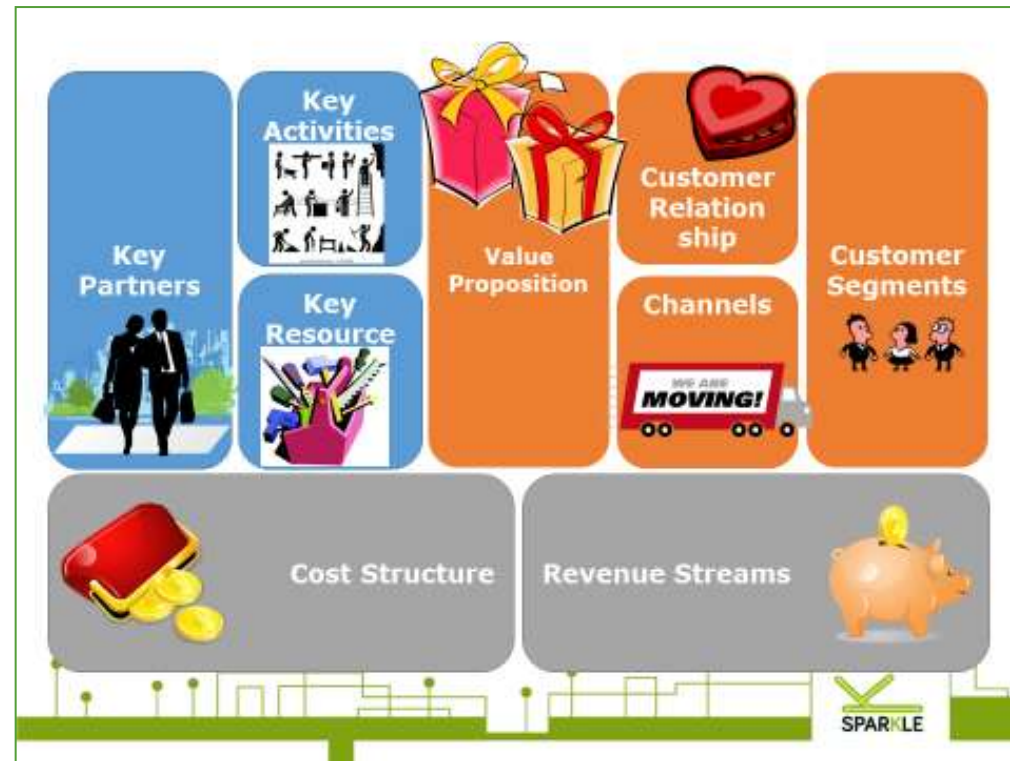 Key
Partners
Key
Activities
Key
Resource
Value
Proposition
Customer
Relation
ship
Channels
WE ARE
MOVING!
Customer
Segments
Cost Structure
Revenue Streams
SPARKLE